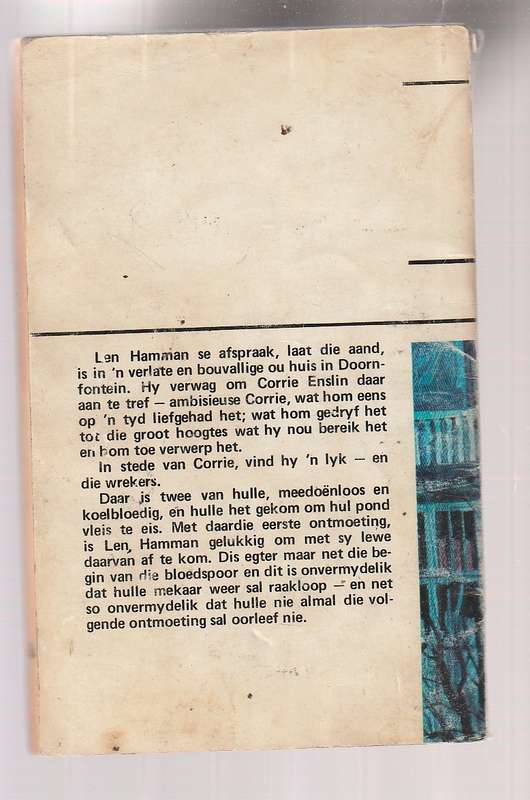 Len Hamman se afspraak, laat die aand,
is in 'n verlate en bouvallige ou huis in Doorn-
fontein. Hy verwag om Corrie Enslin daar
aan te tref — ambisieuse Corrie, wat hom eens
op 'n tyd liefgehad het; wat hom gedryf het
tot die groot hoogtes wat hy nou bereik het
en hom toe verwerp het.
In stede van Corrie, vind hy 'n lyk — en
die wrekers.
Daar is twee van hulle, meedoënloos en
koelbloedig, en hulle het gekom om hul pond
vleis te eis. Met daardie eerste ontmoeting,
is Len Hamman gelukkig om met sy lewe
daarvan af te kom. Dis egter maar net die be-
gin van die bloedspoor en dit is onvermydelik
dat hulle mekaar weer sal raakloop — en net
so onvermydelik dat hulle nie almal die vol-
gende ontmoeting sal oorleef nie.